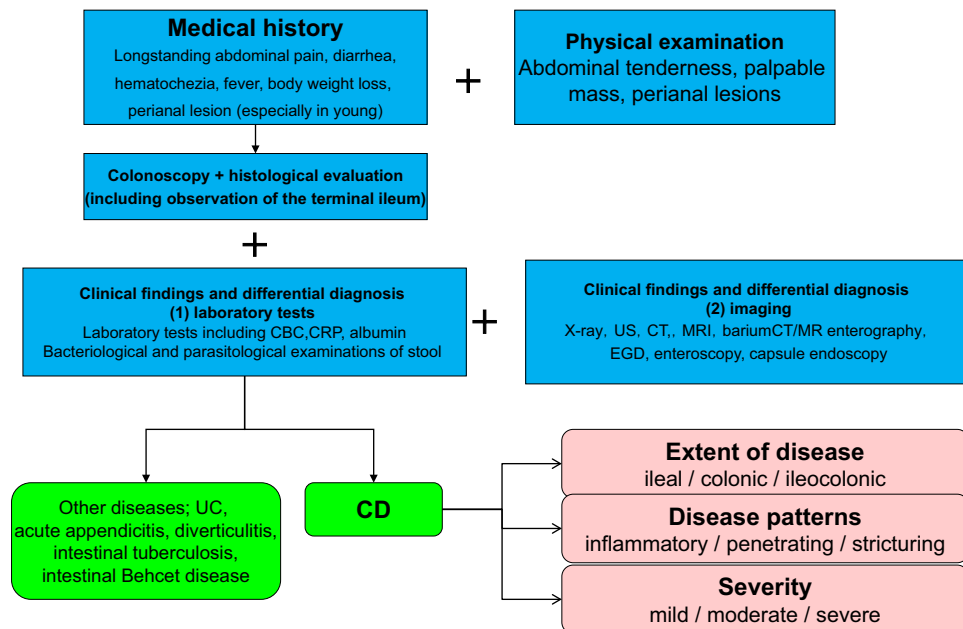 Medical history
Longstanding abdominal pain, diarrhea,
hematochezia, fever, body weight loss,
perianal lesion (especially in young)
+
Physical examination
Abdominal tenderness, palpable
mass, perianal lesions
Colonoscopy + histological evaluation
(including observation of the terminal ileum)
+
Clinical findings and differential diagnosis
(1) laboratory tests
Laboratory tests including CBC,CRP, albumin
Bacteriological and parasitological examinations of stool
+
Clinical findings and differential diagnosis
(2) imaging
X-ray, US, CT,, MRI, bariumCT/MR enterography,
EGD, enteroscopy, capsule endoscopy
Other diseases; UC,
acute appendicitis, diverticulitis,
intestinal tuberculosis,
intestinal Behcet disease
CD
Extent of disease
ileal / colonic / ileocolonic
Disease patterns
inflammatory / penetrating / stricturing
Severity
mild / moderate / severe